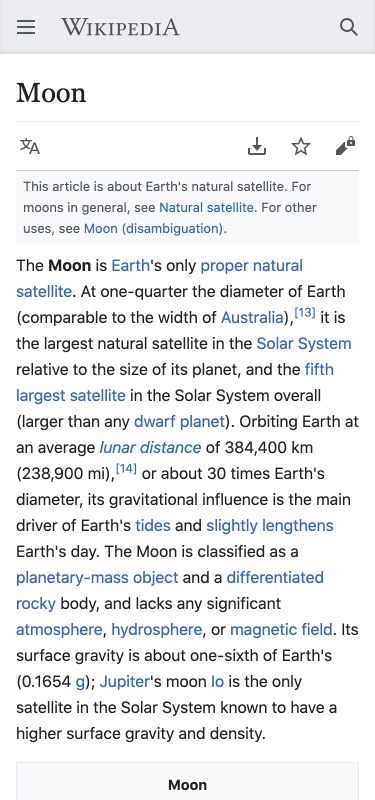 WIKIPEDIA
Moon
This article is about Earth's natural satellite. For
moons in general, see Natural satellite. For other
uses, see Moon (disambiguation).
The Moon is Earth's only proper natural
satellite. At one-quarter the diameter of Earth
(comparable to the width of Australia),[13] it is
the largest natural satellite in the Solar System
relative to the size of its planet, and the fifth
largest satellite in the Solar System overall
(larger than any dwarf planet). Orbiting Earth at
an average lunar distance of 384,400 km
(238,900 mi),[14] or about 30 times Earth's
diameter, its gravitational influence is the main
driver of Earth's tides and slightly lengthens
Earth's day. The Moon is classified as a
planetary-mass object and a differentiated
rocky body, and lacks any significant
atmosphere, hydrosphere, or magnetic field. Its
surface gravity is about one-sixth of Earth's
(0.1654 g); Jupiter's moon Io is the only
satellite in the Solar System known to have a
higher surface gravity and density.
Moon